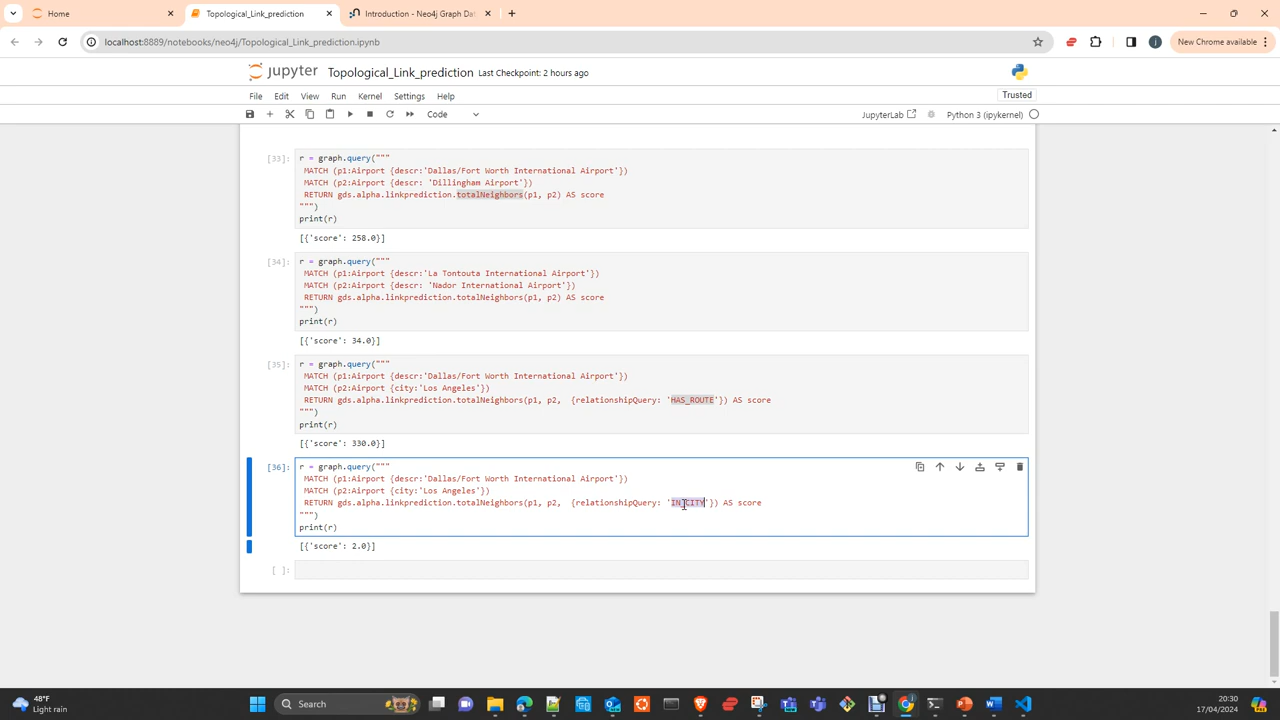 Home
Topological_Link_prediction
Introduction - Neo4j Graph Da
localhost:8889/notebooks/neo4j/Topological_Link_prediction.ipynb
New Chrome available
jupyter Topological_Link_prediction Last Checkpoint: 2 hours ago
File Edit View Run Kernel Settings Help
Trusted
Code
JupyterLab
Python 3 (ipykernel)
[33]: r = graph.query("""
MATCH (p1:Airport {descr:'Dallas/Fort Worth International Airport'})
MATCH (p2:Airport {descr: 'Dillingham Airport'})
RETURN gds.alpha.linkprediction.totalNeighbors(p1, p2) AS score
""")
print(r)
[{'score': 258.0}]
[34]: r = graph.query("""
MATCH (p1:Airport {descr:'La Tontouta International Airport'})
MATCH (p2:Airport {descr: 'Nador International Airport'})
RETURN gds.alpha.linkprediction.totalNeighbors(p1, p2) AS score
""")
print(r)
[{'score': 34.0}]
[35]: r = graph.query("""
MATCH (p1:Airport {descr:'Dallas/Fort Worth International Airport'})
MATCH (p2:Airport {city:'Los Angeles'})
RETURN gds.alpha.linkprediction.totalNeighbors(p1, p2,  {relationshipQuery: 'HAS_ROUTE'}) AS score
""")
print(r)
[{'score': 330.0}]
[36]: r = graph.query("""
MATCH (p1:Airport {descr:'Dallas/Fort Worth International Airport'})
MATCH (p2:Airport {city:'Los Angeles'})
RETURN gds.alpha.linkprediction.totalNeighbors(p1, p2,  {relationshipQuery: 'IN_CITY'}) AS score
""")
print(r)
[{'score': 2.0}]
[ ]:
48°F
Light rain
Search
20:30
17/04/2024